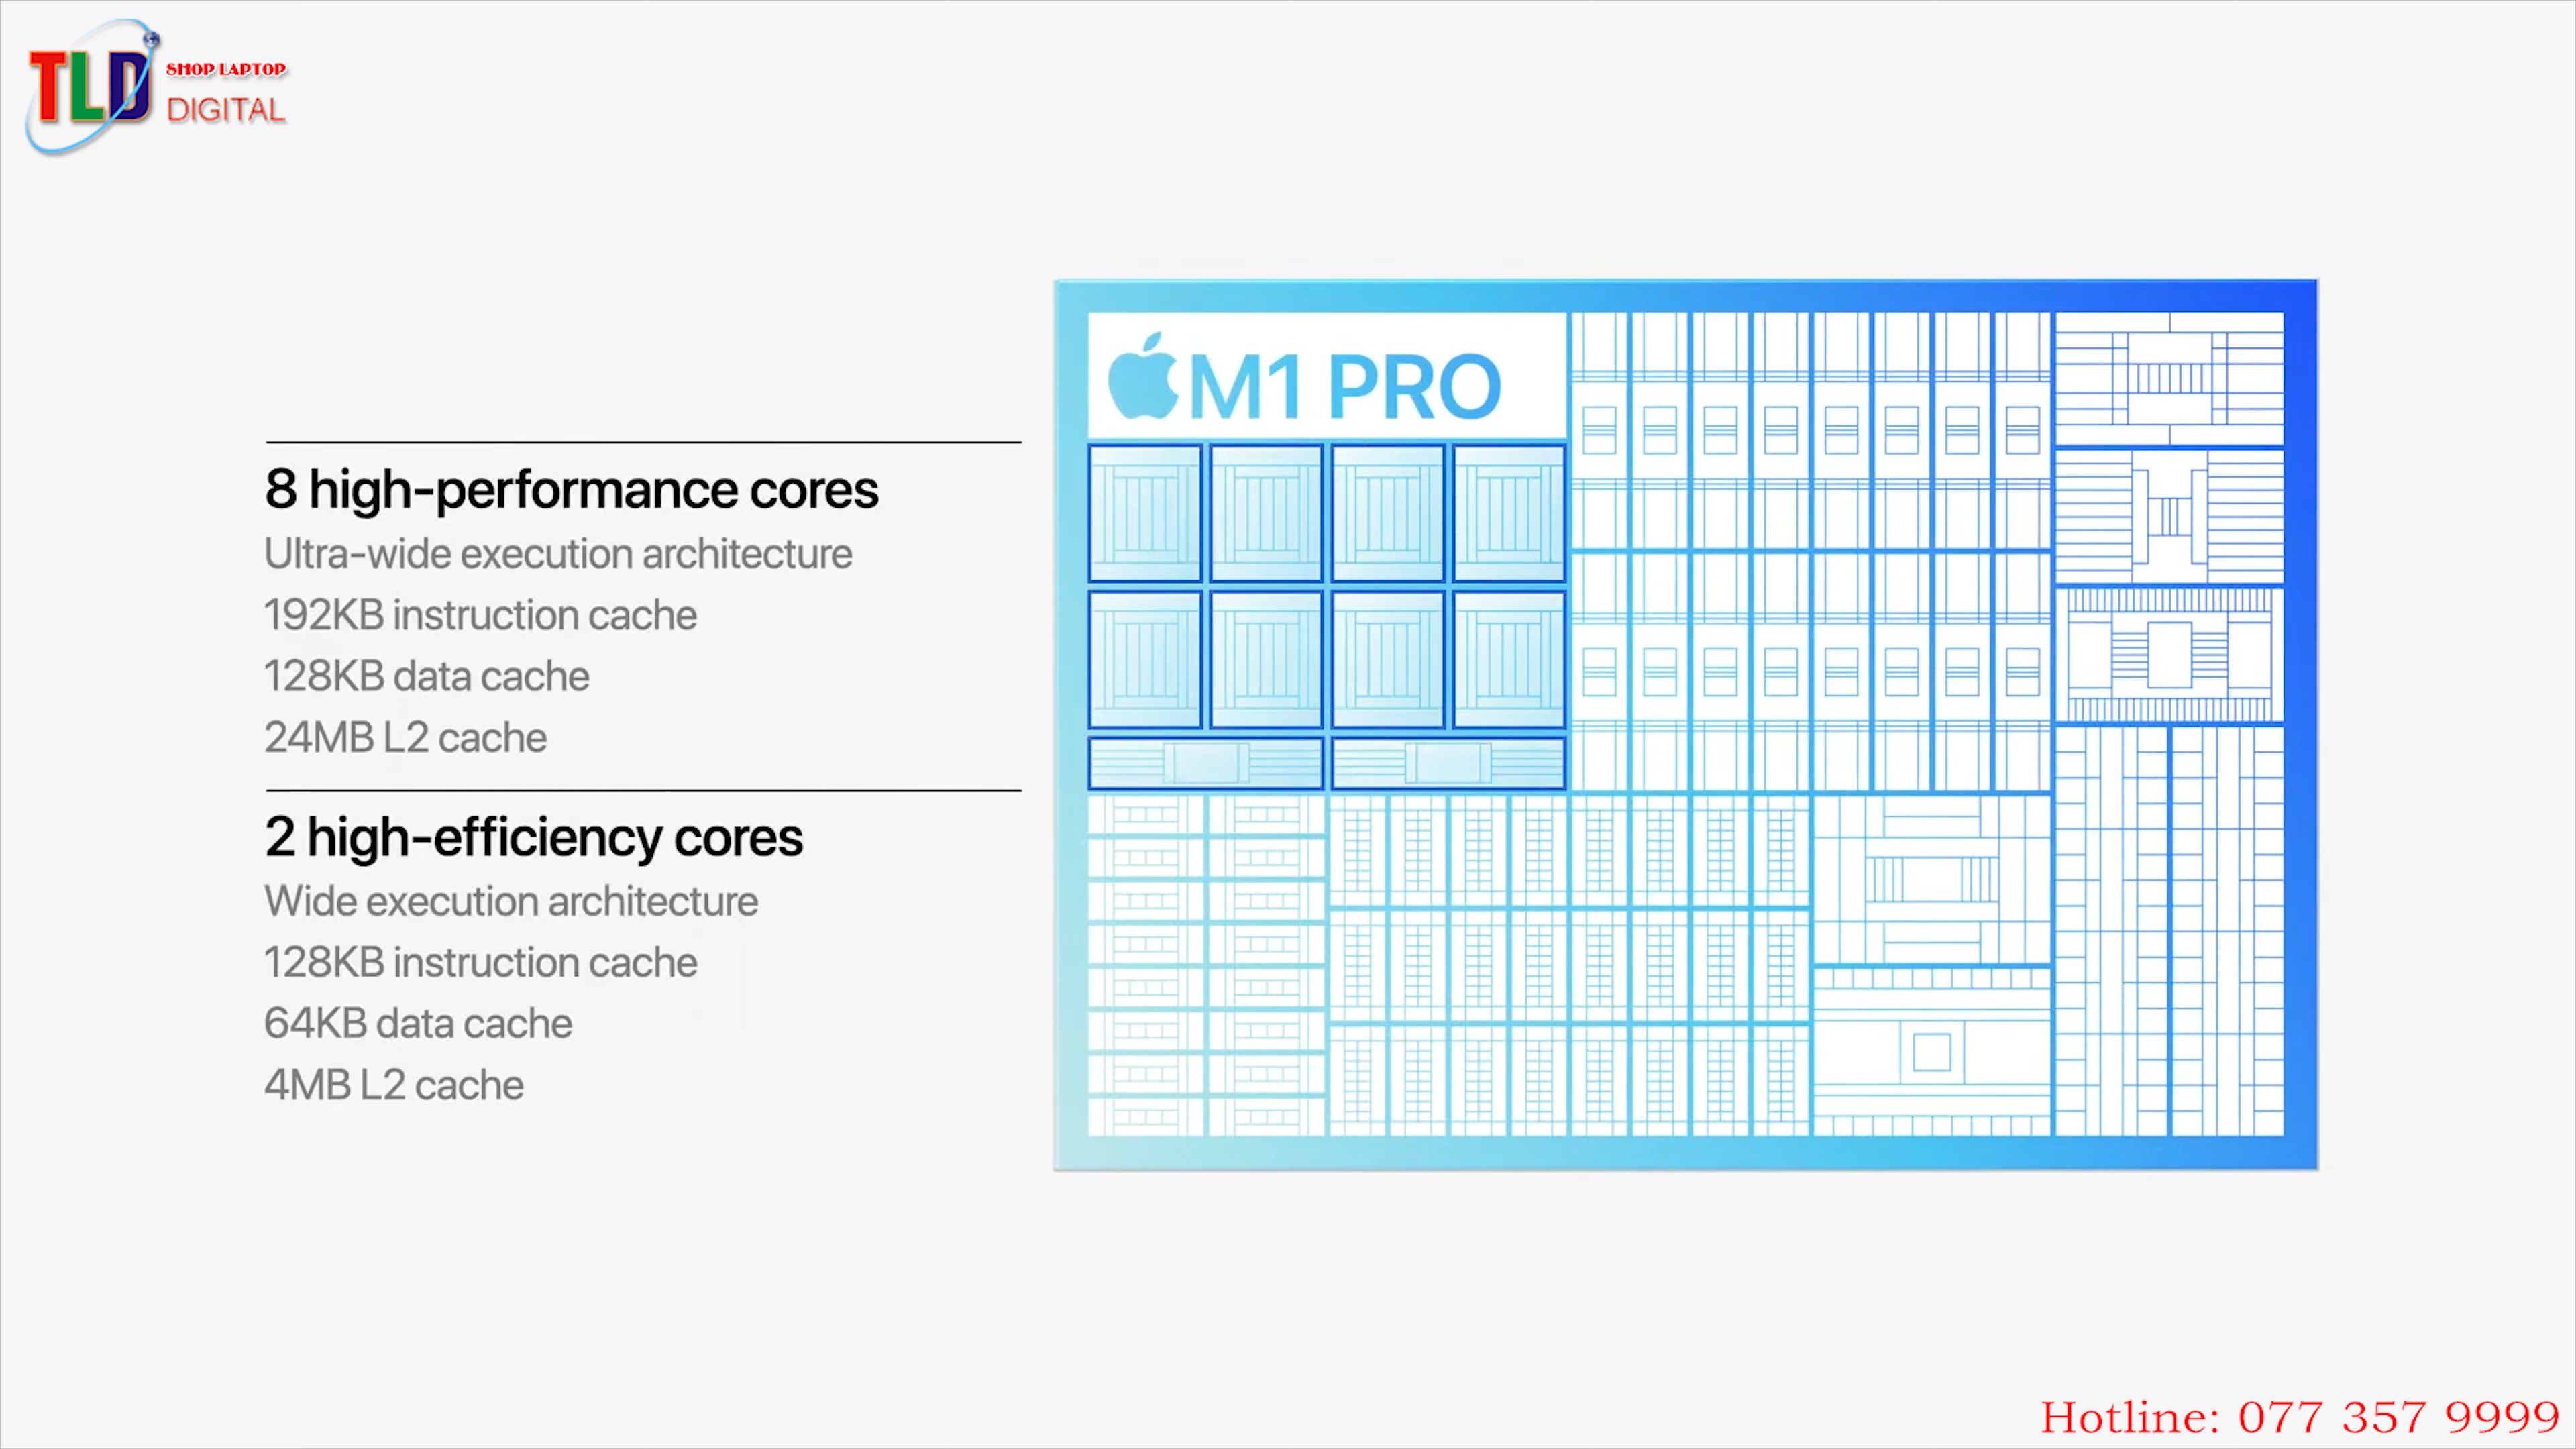 TLD
SHOP LAPTOP
DIGITAL
M1 PRO
8 high-performance cores
Ultra-wide execution architecture
192KB instruction cache
128KB data cache
24MB L2 cache
2 high-efficiency cores
Wide execution architecture
128KB instruction cache
64KB data cache
4MB L2 cache
Hotline: 077 357 9999